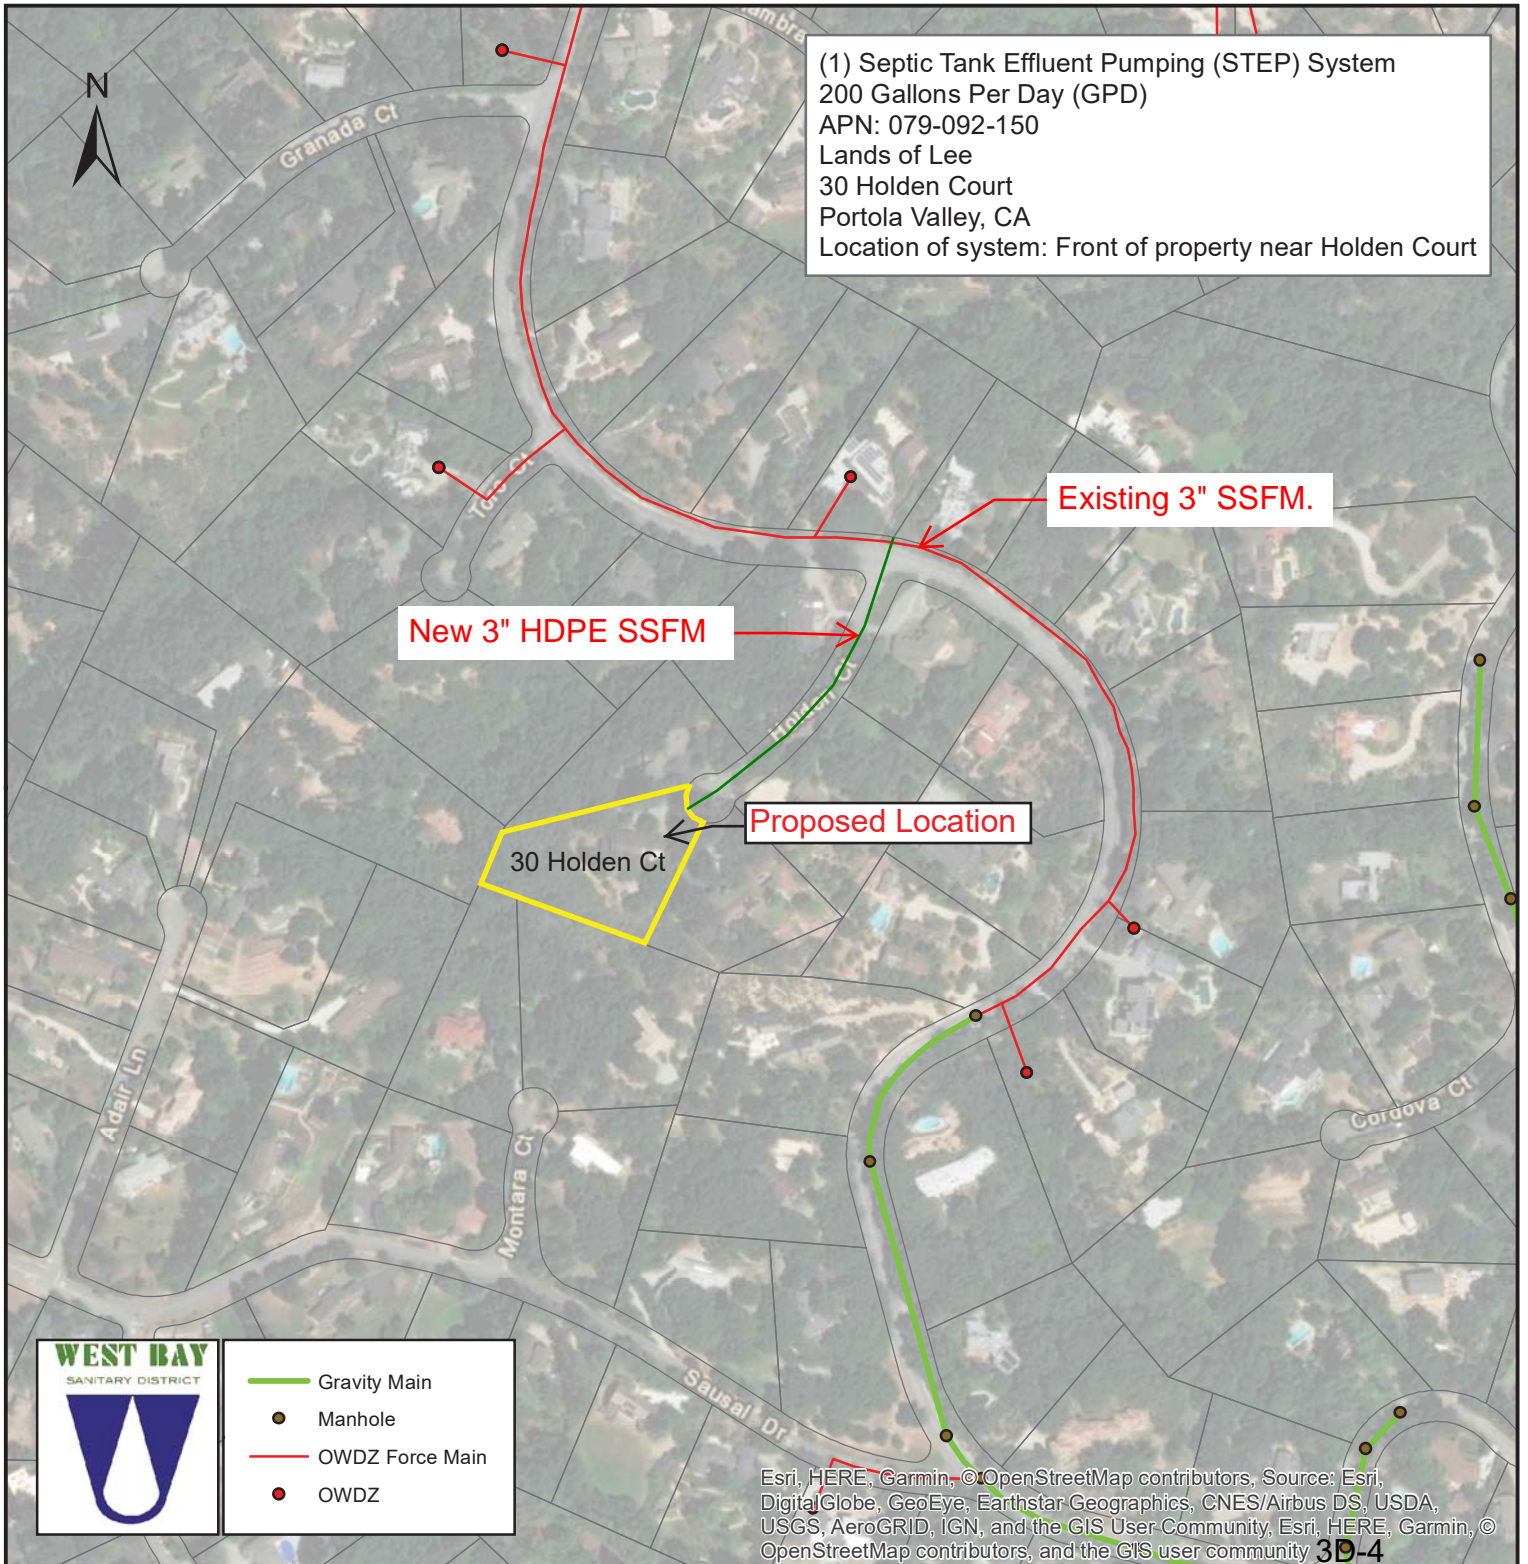 N
Granada Ct
(1) Septic Tank Effluent Pumping (STEP) System
200 Gallons Per Day (GPD)
APN: 079-092-150
Lands of Lee
30 Holden Court
Portola Valley, CA
Location of system: Front of property near Holden Court
Existing 3" SSFM.
New 3" HDPE SSFM
Holden Ct
Proposed Location
30 Holden Ct
Adair Ln
Montara Ct
Cordova Ct
Sausal Dr
WEST BAY
SANITARY DISTRICT
Gravity Main
Manhole
OWDZ Force Main
OWDZ
Esri, HERE, Garmin, © OpenStreetMap contributors, Source: Esri,
DigitalGlobe, GeoEye, Earthstar Geographics, CNES/Airbus DS, USDA,
USGS, AeroGRID, IGN, and the GIS User Community, Esri, HERE, Garmin, ©
OpenStreetMap contributors, and the GIS user community
3D-4